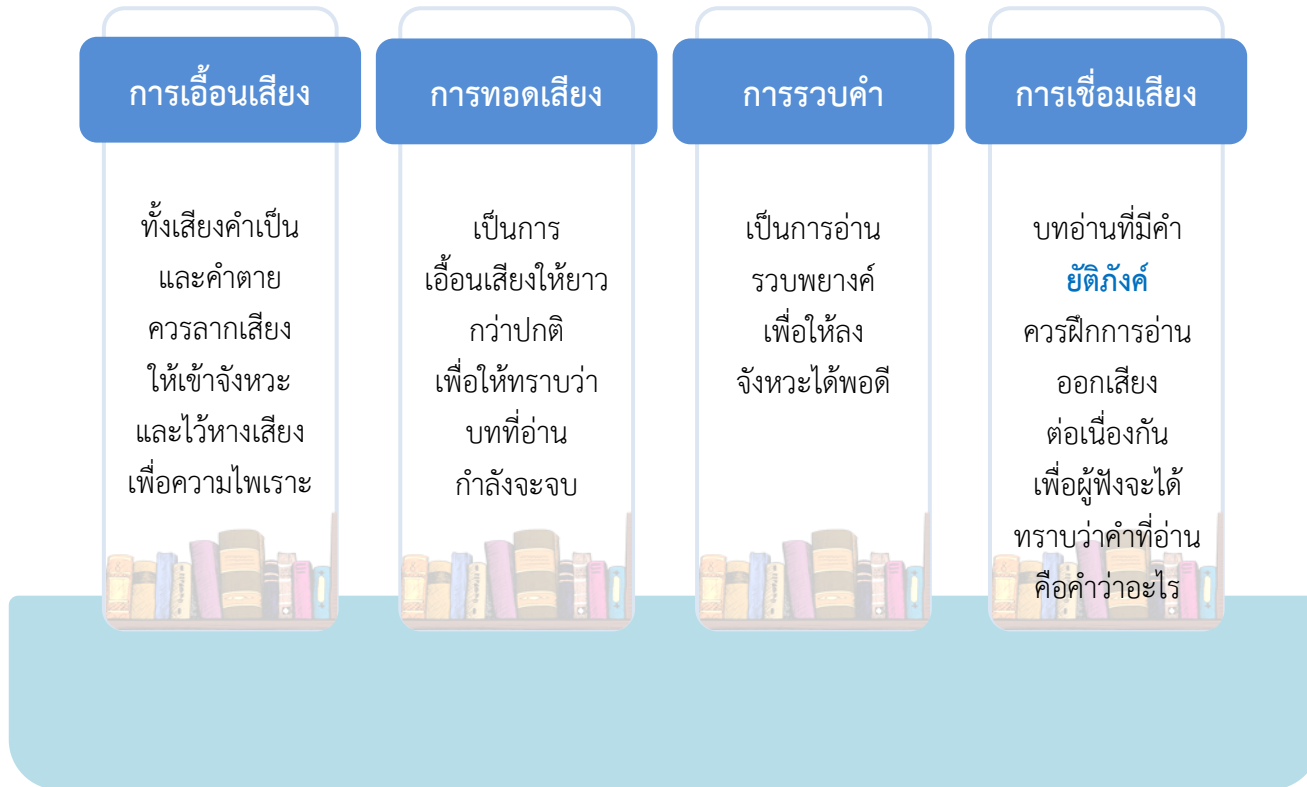 การเอื้อนเสียง
ทั้งเสียงคำเป็น
และคำตาย
ควรลากเสียง
ให้เข้าจังหวะ
และไว้หางเสียง
เพื่อความไพเราะ
การทอดเสียง
เป็นการ
เอื้อนเสียงให้ยาว
กว่าปกติ
เพื่อให้ทราบว่า
บทที่อ่าน
กำลังจะจบ
การรวบคำ
เป็นการอ่าน
รวบพยางค์
เพื่อให้ลง
จังหวะได้พอดี
การเชื่อมเสียง
บทอ่านที่มีคำ
ยัติภังค์
ควรฝึกการอ่าน
ออกเสียง
ต่อเนื่องกัน
เพื่อผู้ฟังจะได้
ทราบว่าคำที่อ่าน
คือคำว่าอะไร